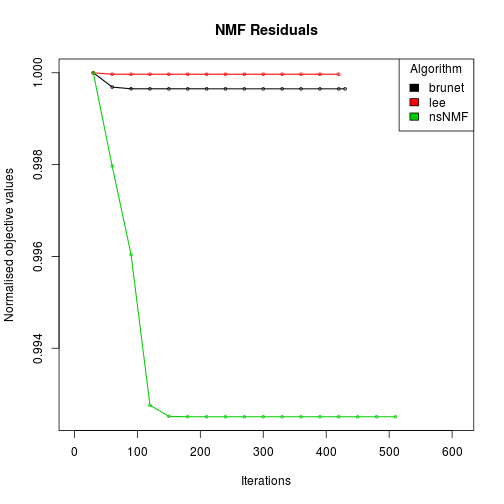 NMF Residuals
Normalised objective values
1.000
0.998
0.996
0.994
Algorithm
brunet
lee
nsNMF
0 100 200 300 400 500 600
Iterations